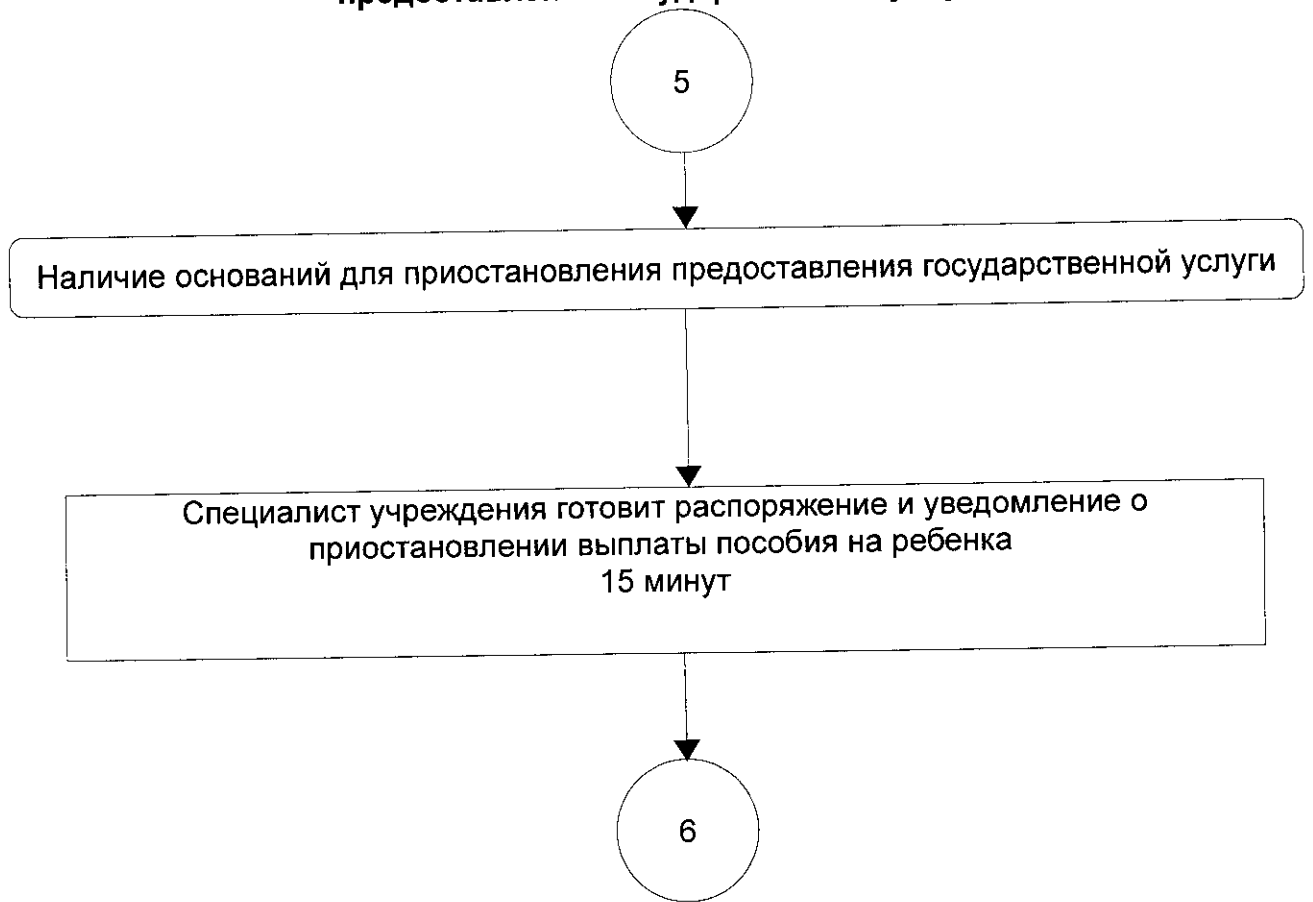 5
Наличие оснований для приостановления предоставления государственной услуги
Специалист учреждения готовит распоряжение и уведомление о
приостановлении выплаты пособия на ребенка
15 минут
6